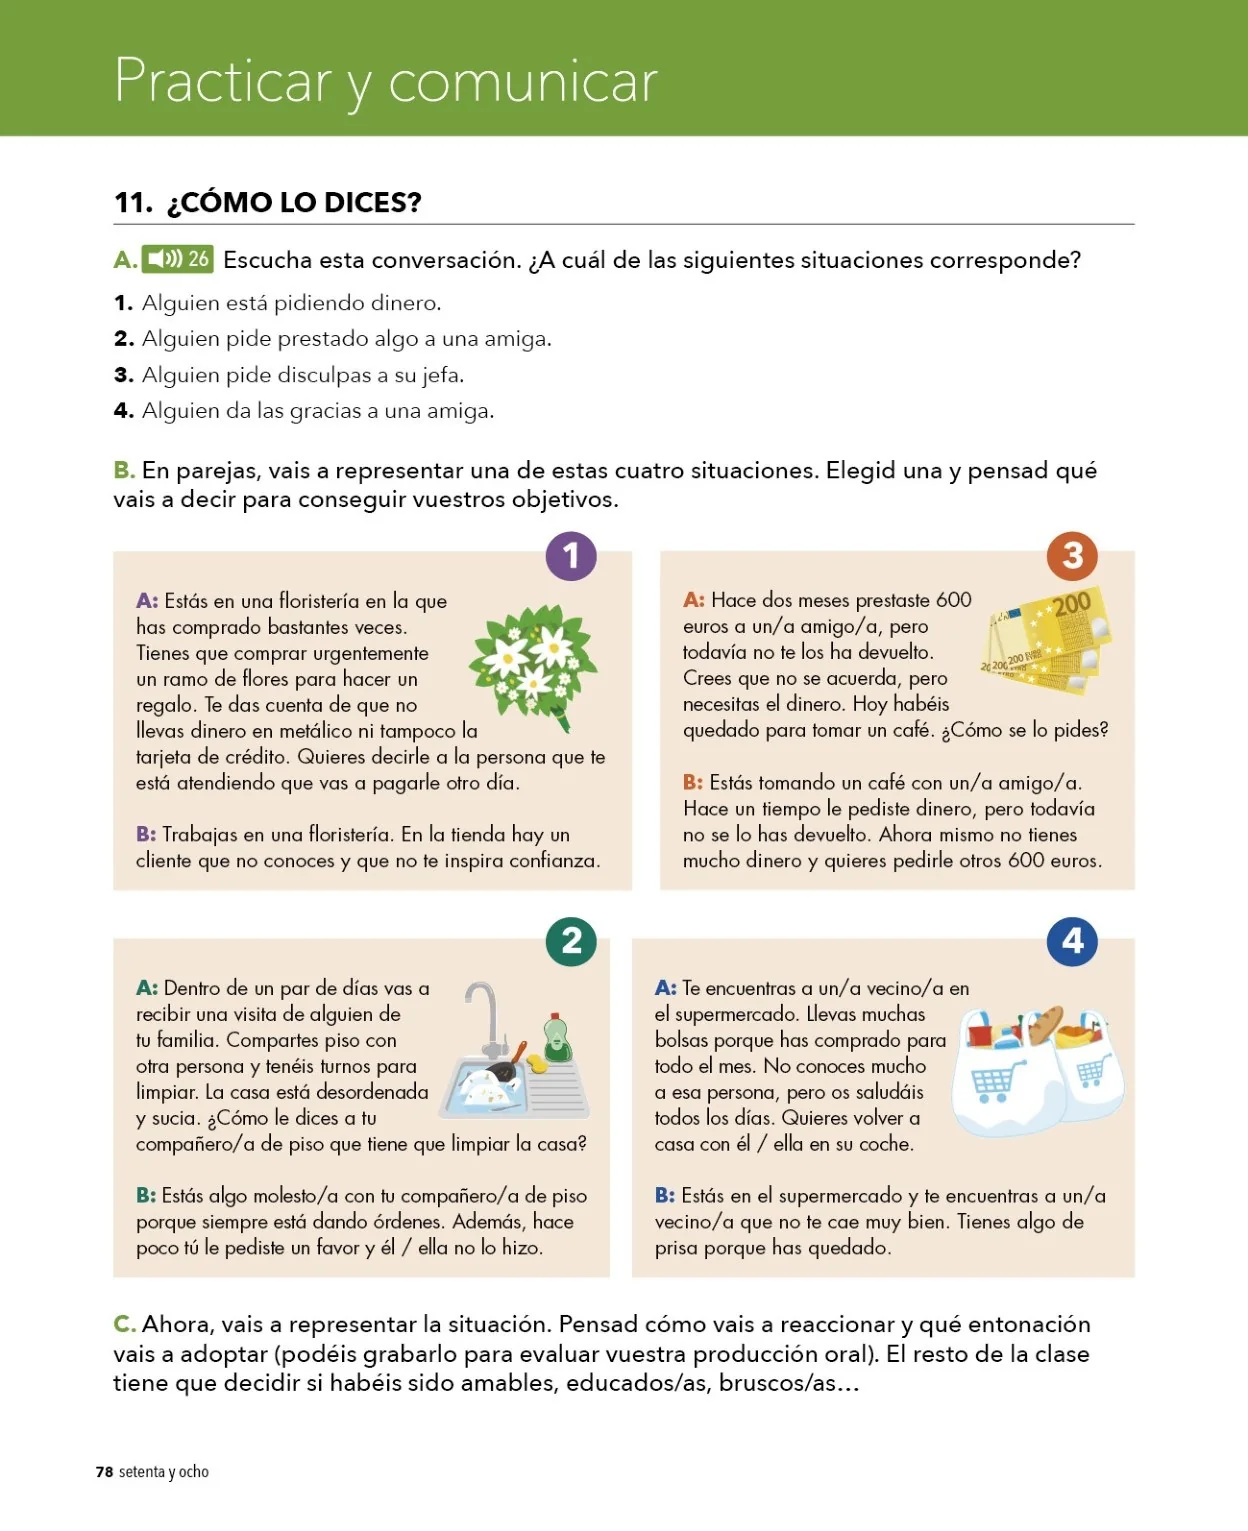 Practicar y comunicar
11. ¿CÓMO LO DICES?
A. 26 Escucha esta conversación. ¿A cuál de las siguientes situaciones corresponde?
1. Alguien está pidiendo dinero.
2. Alguien pide prestado algo a una amiga.
3. Alguien pide disculpas a su jefa.
4. Alguien da las gracias a una amiga.
B. En parejas, vais a representar una de estas cuatro situaciones. Elegid una y pensad qué
vais a decir para conseguir vuestros objetivos.
1
A: Estás en una floristería en la que
has comprado bastantes veces.
Tienes que comprar urgentemente
un ramo de flores para hacer un
regalo. Te das cuenta de que no
llevas dinero en metálico ni tampoco la
tarjeta de crédito. Quieres decirle a la persona que te
está atendiendo que vas a pagarle otro día.
B: Trabajas en una floristería. En la tienda hay un
cliente que no conoces y que no te inspira confianza.
3
A: Hace dos meses prestaste 600
euros a un/a amigo/a, pero
todavía no te los ha devuelto.
Crees que no se acuerda, pero
necesitas el dinero. Hoy habéis
quedado para tomar un café. ¿Cómo se lo pides?
200
200
200 EURO
B: Estás tomando un café con un/a amigo/a.
Hace un tiempo le pediste dinero, pero todavía
no se lo has devuelto. Ahora mismo no tienes
mucho dinero y quieres pedirle otros 600 euros.
2
A: Dentro de un par de días vas a
recibir una visita de alguien de
tu familia. Compartes piso con
otra persona y tenéis turnos para
limpiar. La casa está desordenada
y sucia. ¿Cómo le dices a tu
compañero/a de piso que tiene que limpiar la casa?
B: Estás algo molesto/a con tu compañero/a de piso
porque siempre está dando órdenes. Además, hace
poco tú le pediste un favor y él / ella no lo hizo.
4
A: Te encuentras a un/a vecino/a en
el supermercado. Llevas muchas
bolsas porque has comprado para
todo el mes. No conoces mucho
a esa persona, pero os saludáis
todos los días. Quieres volver a
casa con él / ella en su coche.
B: Estás en el supermercado y te encuentras a un/a
vecino/a que no te cae muy bien. Tienes algo de
prisa porque has quedado.
C. Ahora, vais a representar la situación. Pensad cómo vais a reaccionar y qué entonación
vais a adoptar (podéis grabarlo para evaluar vuestra producción oral). El resto de la clase
tiene que decidir si habéis sido amables, educados/as, bruscos/as…
78 setenta y ocho